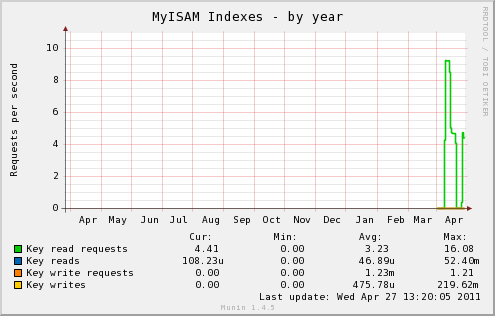 MyISAM Indexes - by year
RRDTOOL / TOBI OETIKER
Requests per second
10
8
6
4
2
0
Apr May Jun Jul Aug Sep Oct Nov Dec Jan Feb Mar Apr
Cur: Min: Avg: Max:
Key read requests 4.41 0.00 3.23 16.08
Key reads 108.23u 0.00 46.89u 52.40m
Key write requests 0.00 0.00 1.23m 1.21
Key writes 0.00 0.00 475.78u 219.62m
Last update: Wed Apr 27 13:20:05 2011
Munin 1.4.5